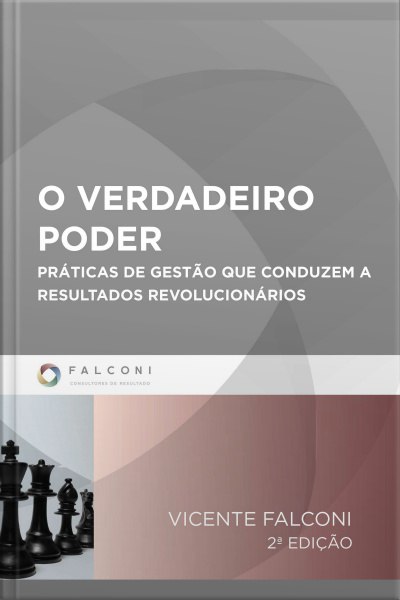 O VERDADEIRO
PODER
PRÁTICAS DE GESTÃO QUE CONDUZEM A
RESULTADOS REVOLUCIONÁRIOS
FALCONI
CONSULTORES DE RESULTADO
VICENTE FALCONI
2ª EDIÇÃO